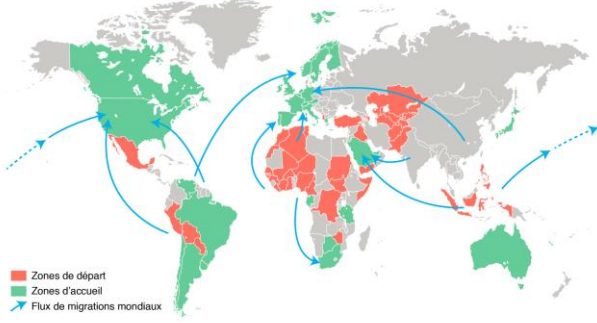 Zones de départ
Zones d'accueil
Flux de migrations mondiaux